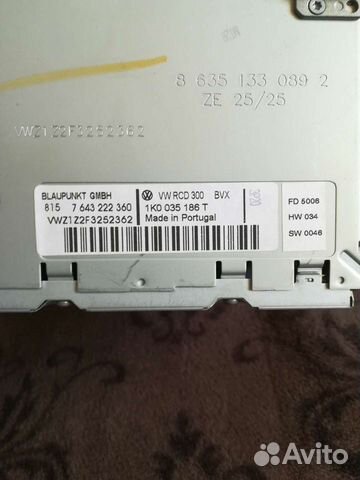 8 635 133 089 2
ZE 25/25
VWZ1Z2F3252362
BLAUPUNKT GMBH
815 7 643 222 360
VWZ1Z2F3252362
VW RCD 300 BVX
1K0 035 186 T
Made in Portugal
FD 5006
HW 034
SW 0046
Avito